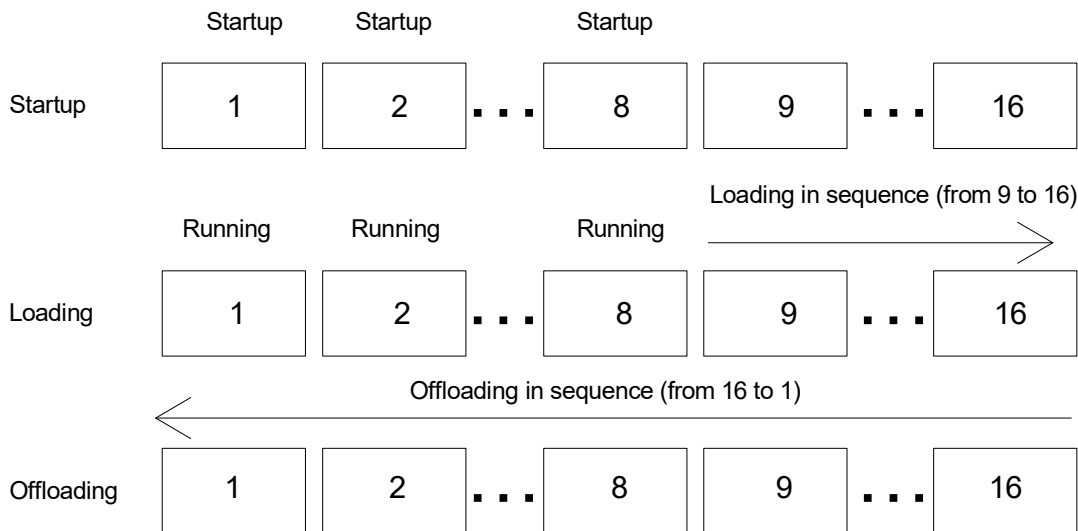 Startup Startup Startup
Startup 1 2 ... 8 9 ... 16
Loading in sequence (from 9 to 16)
Running Running Running
Loading 1 2 ... 8 9 ... 16
Offloading in sequence (from 16 to 1)
Offloading 1 2 ... 8 9 ... 16